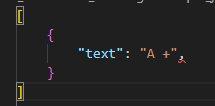 [
{
"text": "A +",
}
]